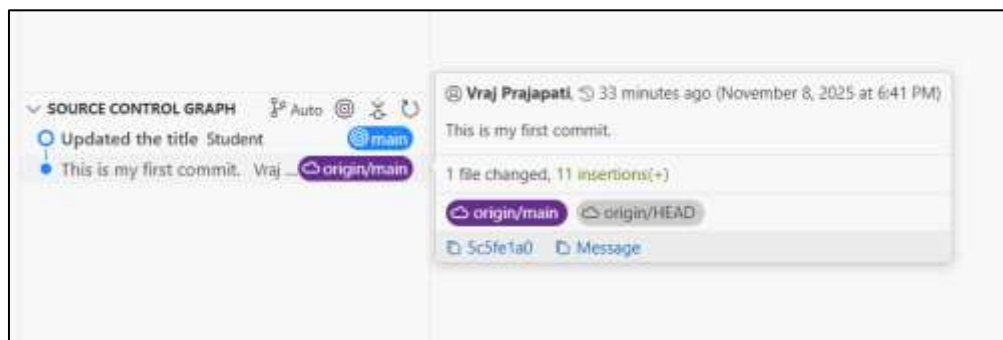 SOURCE CONTROL GRAPH Auto
Updated the title Student main
This is my first commit. Vraj ... origin/main
Vraj Prajapati, 33 minutes ago (November 8, 2025 at 6:41 PM)
This is my first commit.
1 file changed, 11 insertions(+)
origin/main origin/HEAD
5c5fe1a0 Message